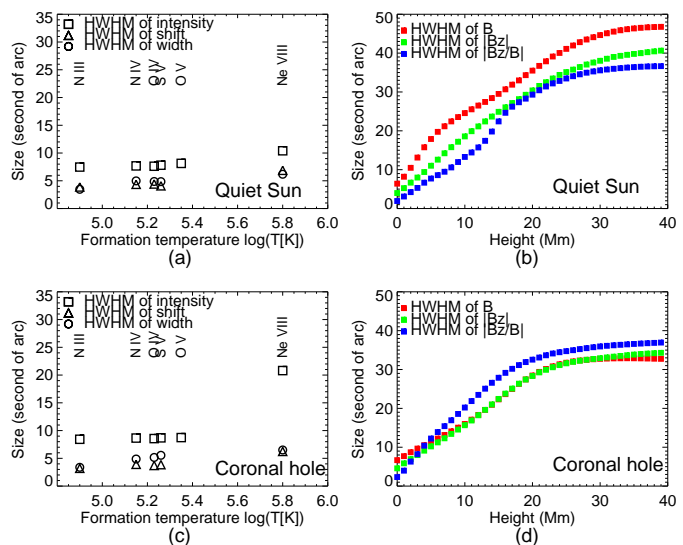 HWHM of intensity
HWHM of shift
HWHM of width
N III
N IV
O IV
S V
O V
Ne VIII
Quiet Sun
Size (second of arc)
0
5
10
15
20
25
30
35
5.0
5.2
5.4
5.6
5.8
6.0
Formation temperature log(T[K])
(a)
HWHM of B
HWHM of |Bz|
HWHM of |Bz/B|
Quiet Sun
Size (second of arc)
0
10
20
30
40
50
0
10
20
30
40
Height (Mm)
(b)
HWHM of intensity
HWHM of shift
HWHM of width
N III
N IV
O IV
S V
O V
Ne VIII
Coronal hole
Size (second of arc)
0
5
10
15
20
25
30
35
5.0
5.2
5.4
5.6
5.8
6.0
Formation temperature log(T[K])
(c)
HWHM of B
HWHM of |Bz|
HWHM of |Bz/B|
Coronal hole
Size (second of arc)
0
10
20
30
40
50
0
10
20
30
40
Height (Mm)
(d)